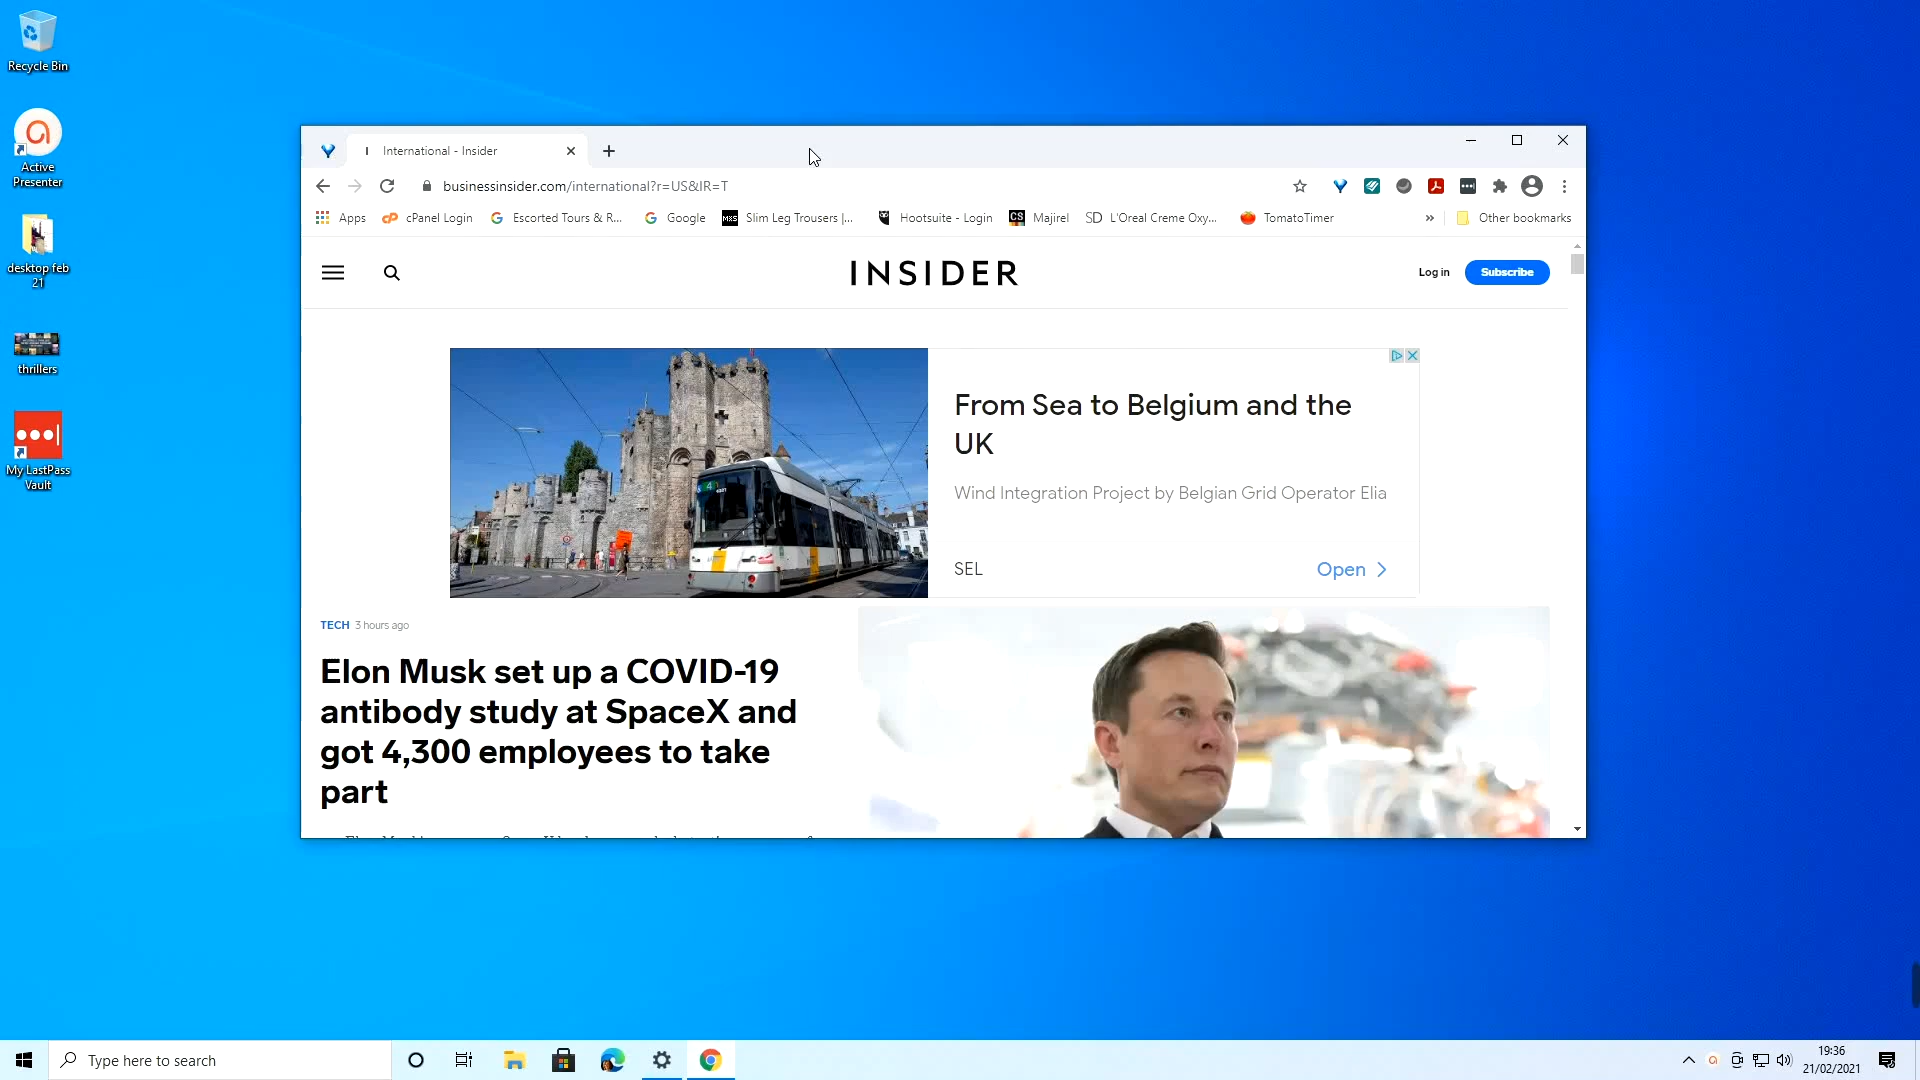 Recycle Bin
Active
Presenter
desktop feb
21
thrillers
My LastPass
Vault
International - Insider
businessinsider.com/international?r=US&IR=T
Apps
cPanel Login
Escorted Tours & R...
Google
M&S
Slim Leg Trousers |...
Hootsuite - Login
CS
Majirel
SD
L'Oreal Creme Oxy...
TomatoTimer
»
Other bookmarks
INSIDER
Log in
Subscribe
From Sea to Belgium and the
UK
Wind Integration Project by Belgian Grid Operator Elia
SEL
Open
4
TECH 3 hours ago
Elon Musk set up a COVID-19
antibody study at SpaceX and
got 4,300 employees to take
part
Type here to search
19:36
21/02/2021